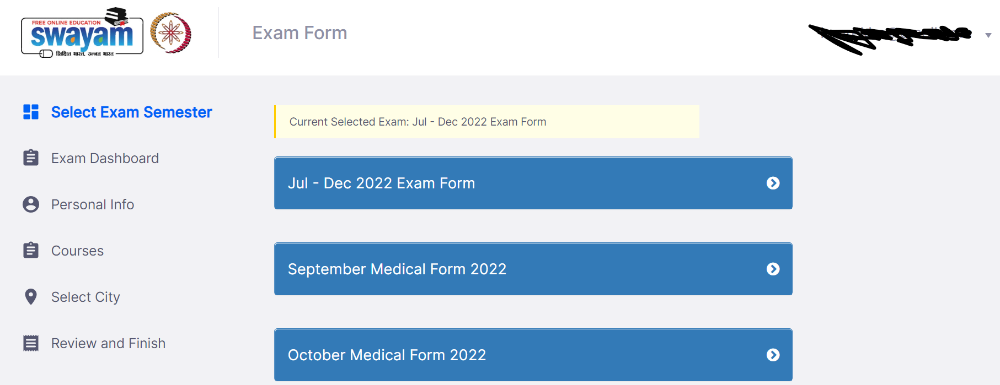 FREE ONLINE EDUCATION
swayam
शिक्षित भारत, उन्नत भारत
Exam Form
Select Exam Semester
Exam Dashboard
Personal Info
Courses
Select City
Review and Finish
Current Selected Exam: Jul - Dec 2022 Exam Form
Jul - Dec 2022 Exam Form
September Medical Form 2022
October Medical Form 2022